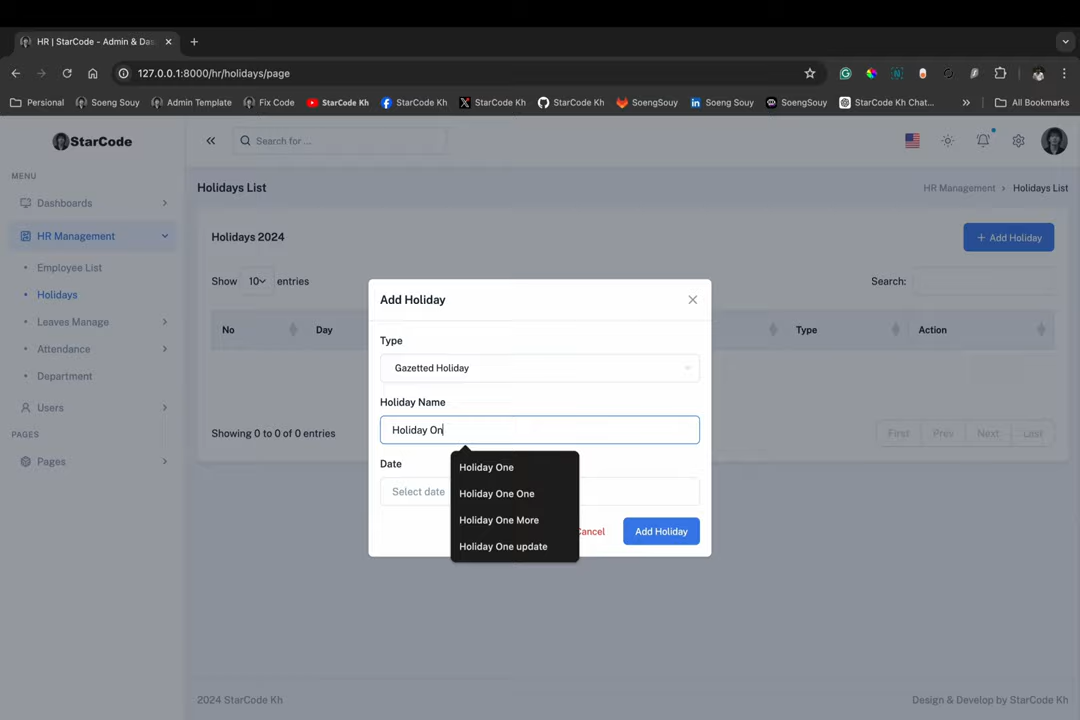 HR | StarCode - Admin & Das
127.0.0.1:8000/hr/holidays/page
Personal
Soeng Souy
Admin Template
Fix Code
StarCode Kh
StarCode Kh
StarCode Kh
StarCode Kh
SoengSouy
Soeng Souy
SoengSouy
StarCode Kh Chat...
All Bookmarks
StarCode
Search for ...
MENU
Dashboards
HR Management
Employee List
Holidays
Leaves Manage
Attendance
Department
Users
PAGES
Pages
Holidays List
HR Management
Holidays List
Holidays 2024
+ Add Holiday
Show 10 entries
Search:
No
Day
Type
Action
Showing 0 to 0 of 0 entries
First
Prev
Next
Last
Add Holiday
Type
Gazetted Holiday
Holiday Name
Holiday On
Date
Select date
Holiday One
Holiday One One
Holiday One More
Holiday One update
Cancel
Add Holiday
2024 StarCode Kh
Design & Develop by StarCode Kh